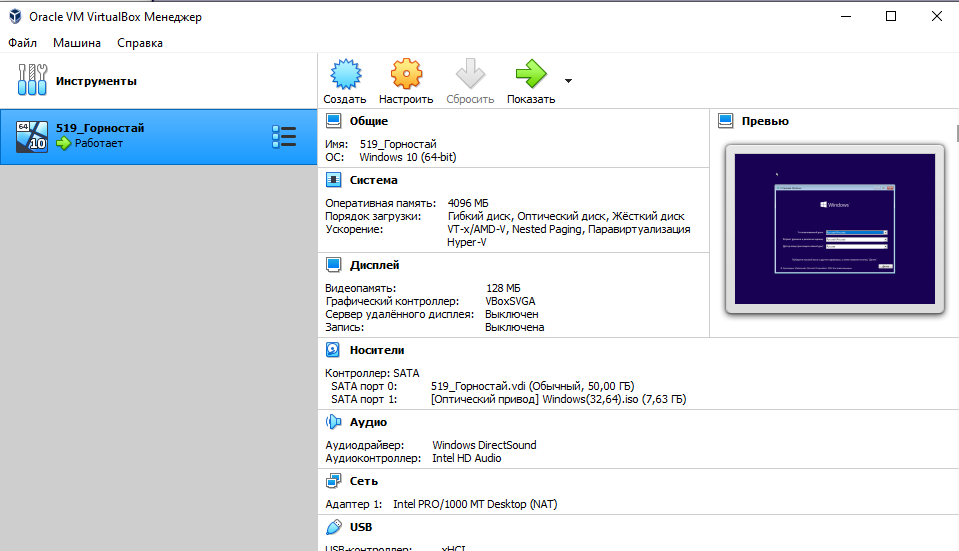 Oracle VM VirtualBox Менеджер
Файл Машина Справка
Инструменты
Создать Настроить Сбросить Показать
519_Горностай
Работает
64
10
Общие
Имя: 519_Горностай
ОС: Windows 10 (64-bit)
Система
Оперативная память: 4096 МБ
Порядок загрузки: Гибкий диск, Оптический диск, Жёсткий диск
Ускорение: VT-x/AMD-V, Nested Paging, Паравиртуализация
Hyper-V
Дисплей
Видеопамять: 128 МБ
Графический контроллер: VBoxSVGA
Сервер удалённого дисплея: Выключен
Запись: Выключена
Носители
Контроллер: SATA
SATA порт 0: 519_Горностай.vdi (Обычный, 50,00 ГБ)
SATA порт 1: [Оптический привод] Windows(32,64).iso (7,63 ГБ)
Аудио
Аудиодрайвер: Windows DirectSound
Аудиоконтроллер: Intel HD Audio
Сеть
Адаптер 1: Intel PRO/1000 MT Desktop (NAT)
USB
USB-контроллер: xHCI
Превью
Windows